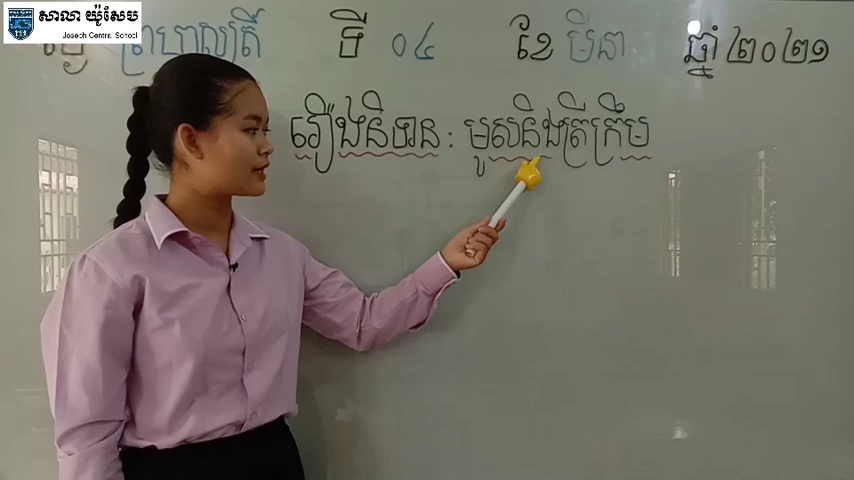 សាលា យ៉ូសែប
Joseph Central School
ថ្ងៃ ព្រហស្បតិ៍ ទី ០៤ ខែ មីនា ឆ្នាំ ២០២១
រឿងនិទាន : មូសនិងត្រីក្រឹម